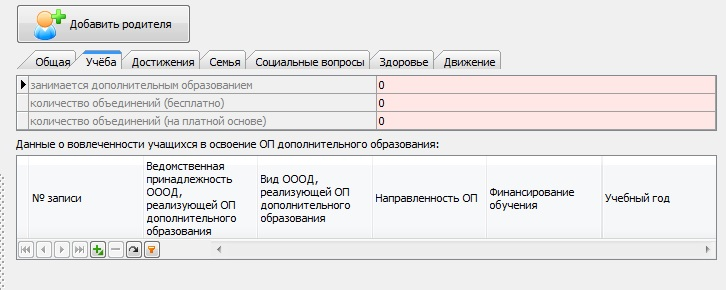 Добавить родителя
Общая Учёба Достижения Семья Социальные вопросы Здоровье Движение
занимается дополнительным образованием 0
количество объединений (бесплатно) 0
количество объединений (на платной основе) 0
Данные о вовлеченности учащихся в освоение ОП дополнительного образования:
№ записи
Ведомственная
принадлежность
ОООД,
реализующей ОП
дополнительного
образования
Вид ОООД,
реализующей ОП
дополнительного
образования
Направленность ОП
Финансирование
обучения
Учебный год